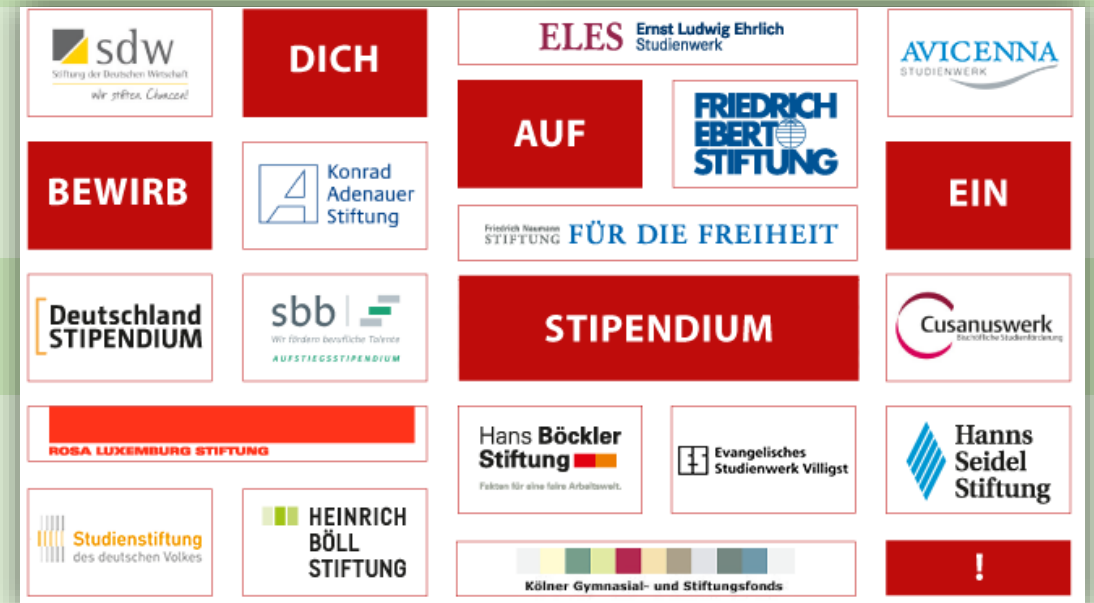 sdw
Stiftung der Deutschen Wirtschaft
Wir stiften Chancen!
DICH
ELES Ernst Ludwig Ehrlich
Studienwerk
AVICENNA
STUDIENWERK
AUF
FRIEDRICH
EBERT
STIFTUNG
BEWIRB
Konrad
Adenauer
Stiftung
EIN
Friedrich Naumann
STIFTUNG FÜR DIE FREIHEIT
Deutschland
STIPENDIUM
sbb
Wir fördern berufliche Talente
AUFSTIEGSSTIPENDIUM
STIPENDIUM
Cusanuswerk
Bischöfliche Studienförderung
ROSA LUXEMBURG STIFTUNG
Hans Böckler
Stiftung
Fakten für eine faire Arbeitswelt.
Evangelisches
Studienwerk Villigst
Hanns
Seidel
Stiftung
Studienstiftung
des deutschen Volkes
HEINRICH
BÖLL
STIFTUNG
Kölner Gymnasial- und Stiftungsfonds
!